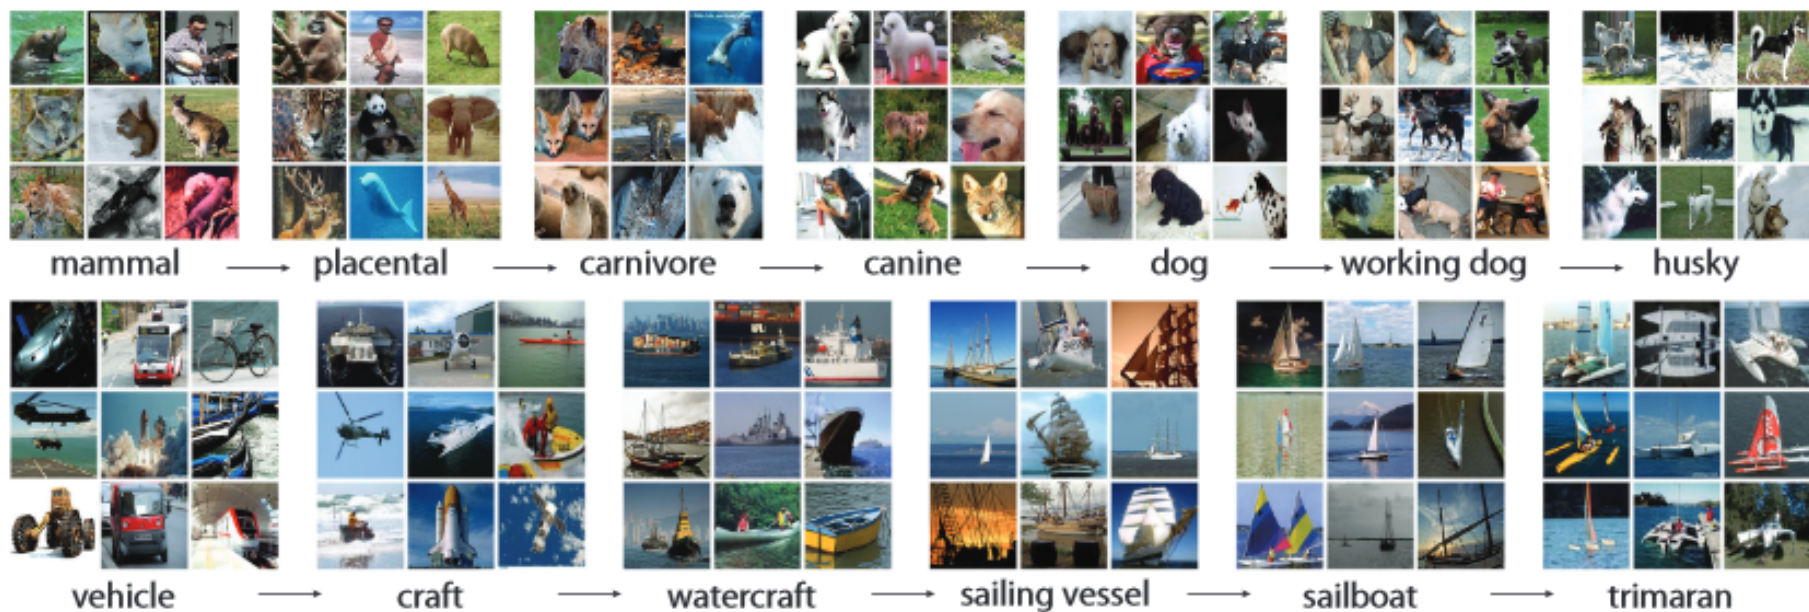 mammal → placental → carnivore → canine → dog → working dog → husky
vehicle → craft → watercraft → sailing vessel → sailboat → trimaran